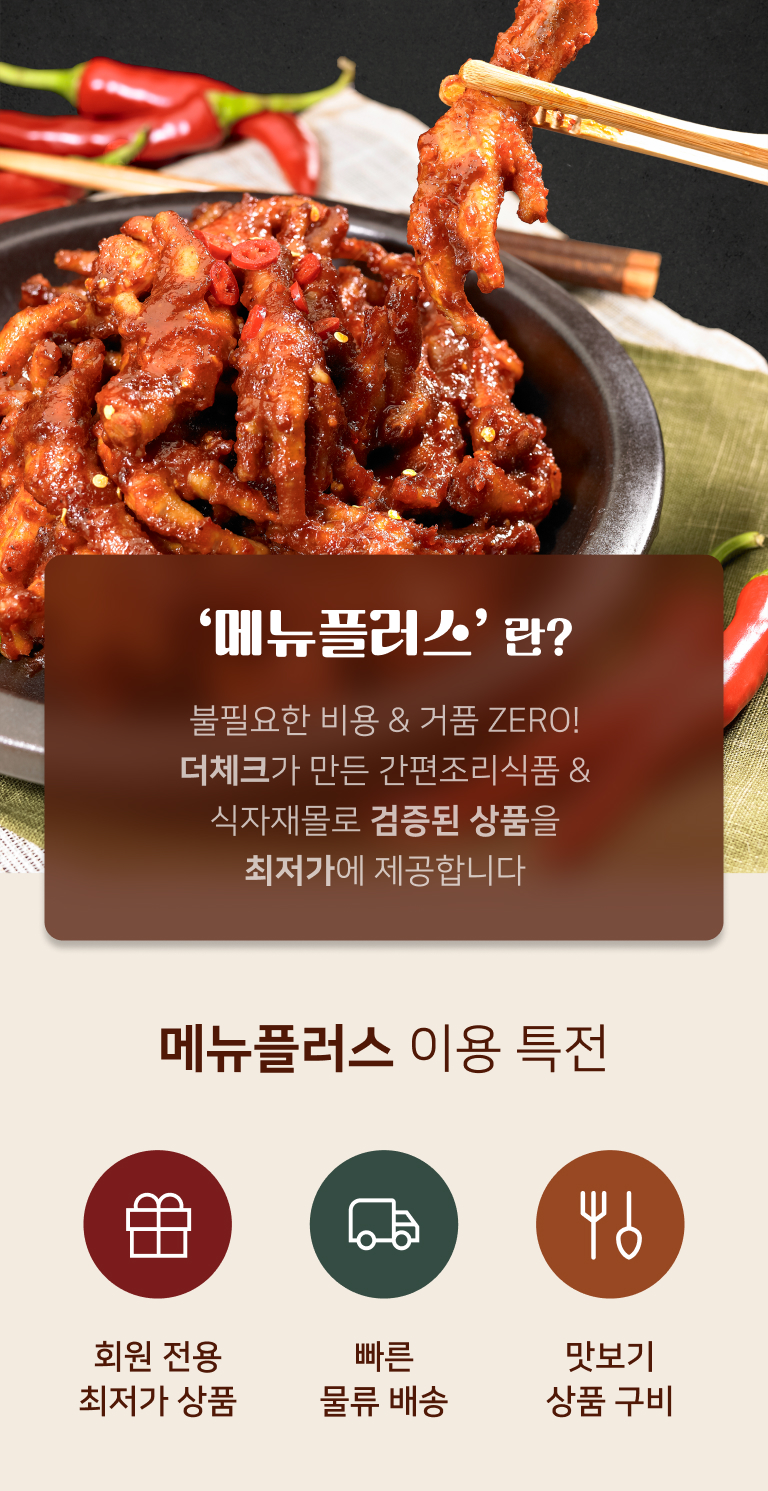 ‘메뉴플러스’ 란?
불필요한 비용 & 거품 ZERO!
더체크가 만든 간편조리식품 &
식자재몰로 검증된 상품을
최저가에 제공합니다
메뉴플러스 이용 특전
회원 전용
최저가 상품
빠른
물류 배송
맛보기
상품 구비